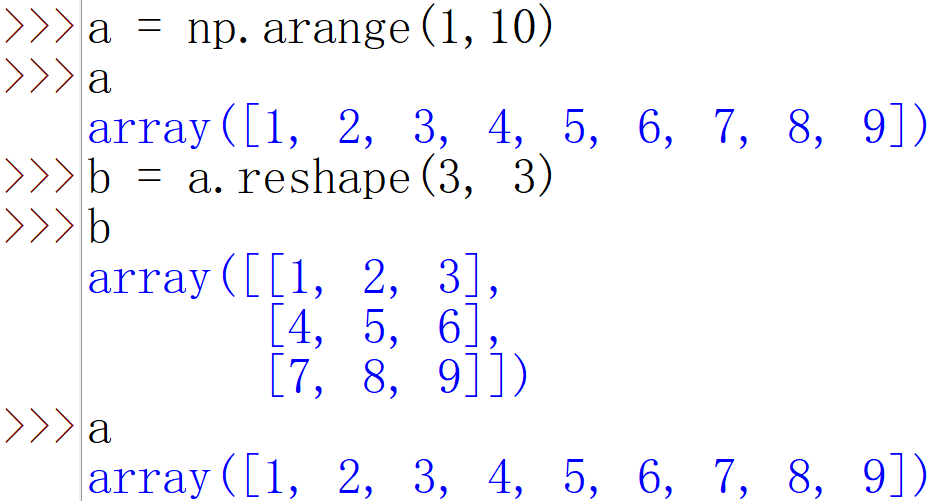 >>> a = np.arange(1,10)
>>> a
array([1, 2, 3, 4, 5, 6, 7, 8, 9])
>>> b = a.reshape(3, 3)
>>> b
array([[1, 2, 3],
       [4, 5, 6],
       [7, 8, 9]])
>>> a
array([1, 2, 3, 4, 5, 6, 7, 8, 9])